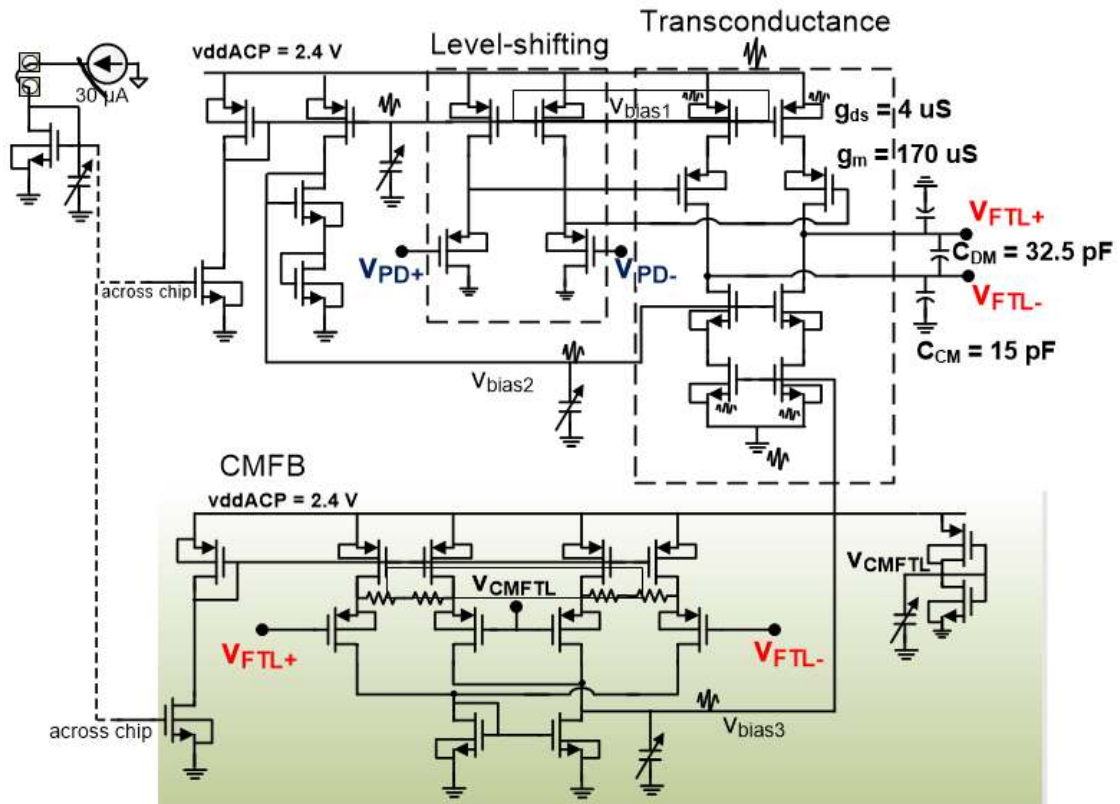 Transconductance
Level-shifting
vddACP = 2.4 V
30 µA
Vbias1
gds = 4 uS
gm = 170 uS
VFTL+
CDM = 32.5 pF
VPD+
VPD-
VFTL-
across chip
CCM = 15 pF
Vbias2
CMFB
vddACP = 2.4 V
VCMFTL
VCMFTL
VFTL+
VFTL-
across chip
Vbias3